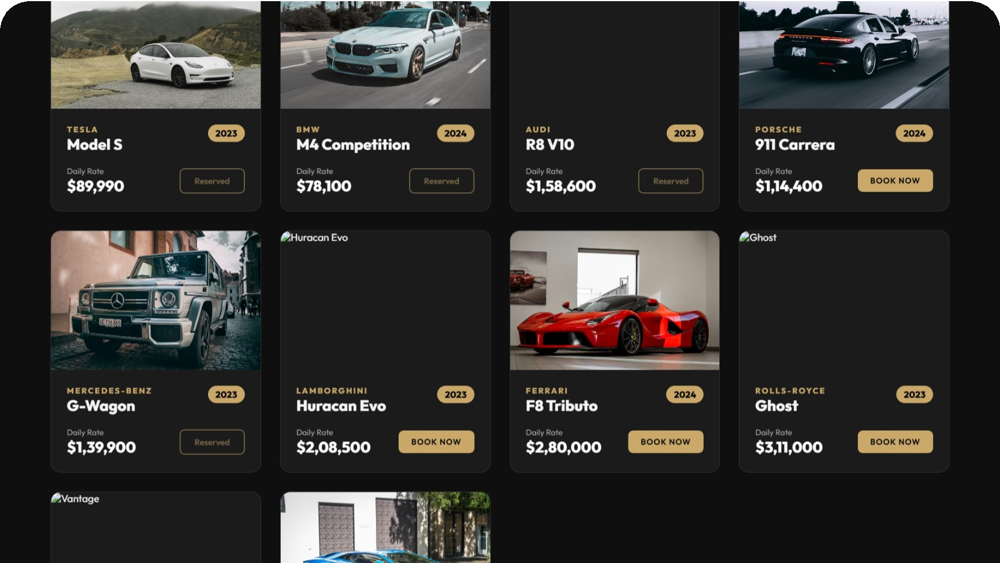 PORSCHE
TESLA
2023
Model S
Daily Rate
$89,990
Reserved
BMW
2024
M4 Competition
Daily Rate
$78,100
Reserved
AUDI
2023
R8 V10
Daily Rate
$1,58,600
Reserved
PORSCHE
2024
911 Carrera
Daily Rate
$1,14,400
BOOK NOW
GE 736 865
MERCEDES-BENZ
2023
G-Wagon
Daily Rate
$1,39,900
Reserved
Huracan Evo
LAMBORGHINI
2023
Huracan Evo
Daily Rate
$2,08,500
BOOK NOW
FERRARI
2024
F8 Tributo
Daily Rate
$2,80,000
BOOK NOW
Ghost
ROLLS-ROYCE
2023
Ghost
Daily Rate
$3,11,000
BOOK NOW
Vantage